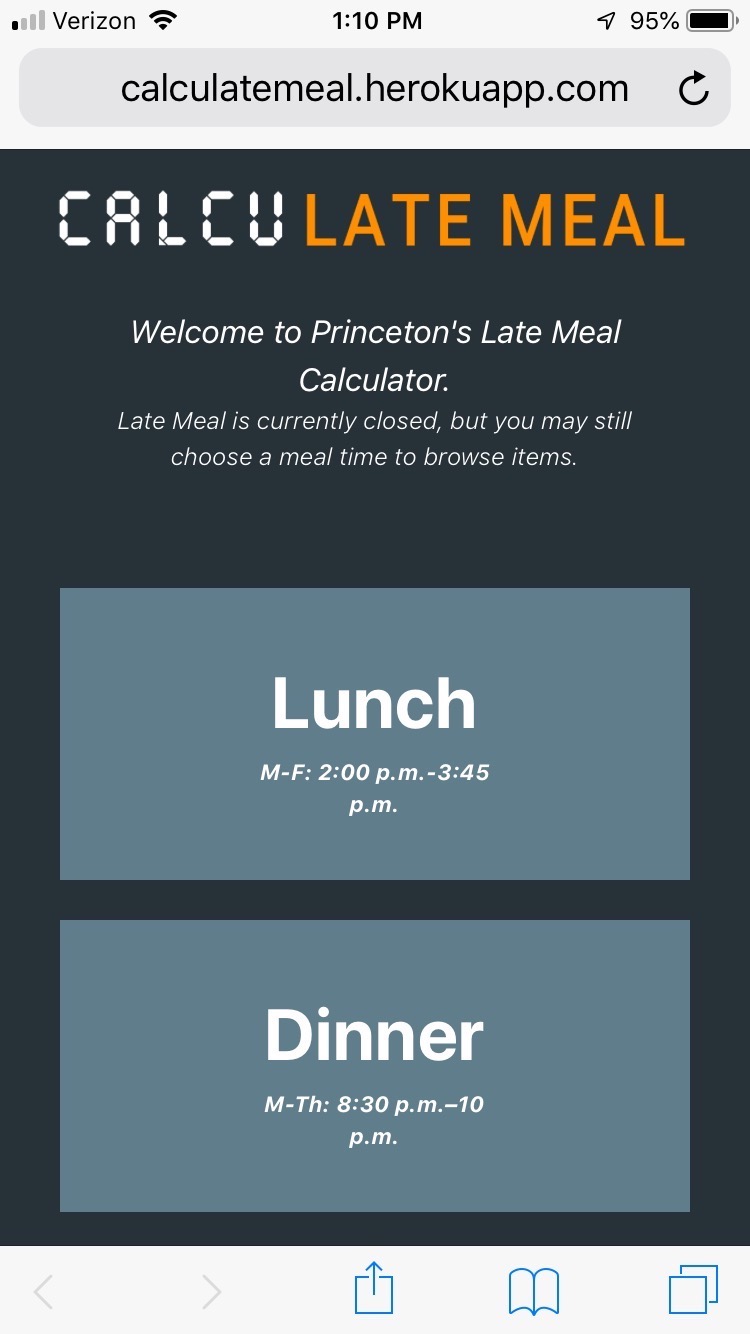 Verizon 1:10 PM 95%
calculatemeal.herokuapp.com
CALCULATE MEAL
Welcome to Princeton's Late Meal
Calculator.
Late Meal is currently closed, but you may still
choose a meal time to browse items.
Lunch
M-F: 2:00 p.m.-3:45
p.m.
Dinner
M-Th: 8:30 p.m.–10
p.m.